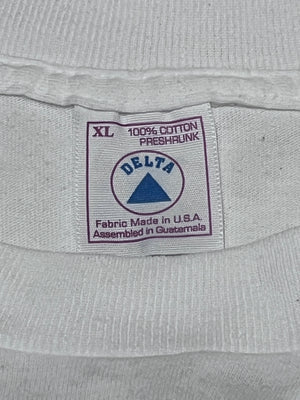 XL 100% COTTON
PRESHRUNK
DELTA
Fabric Made in U.S.A.
Assembled in Guatemala